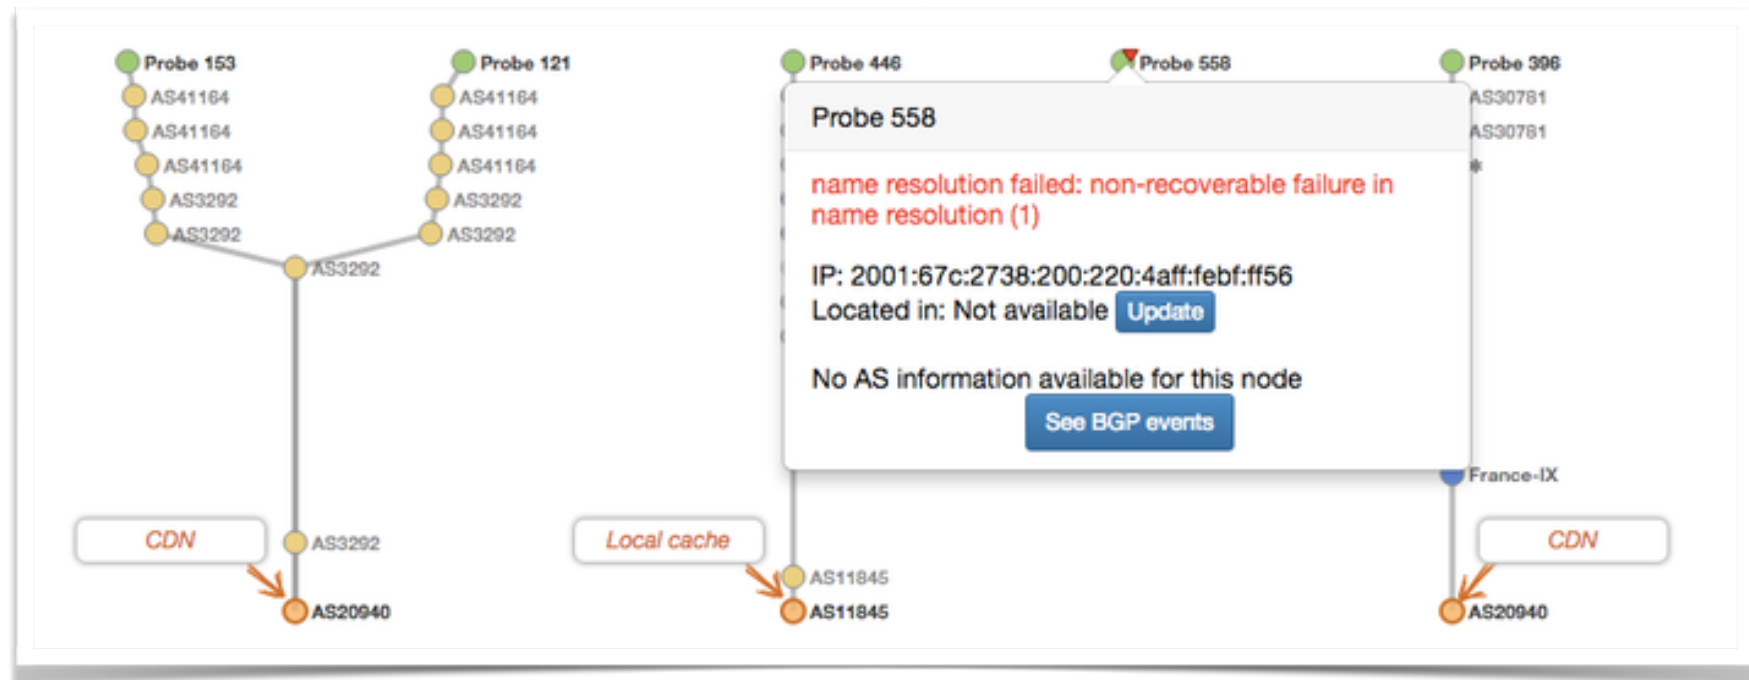 Probe 153
Probe 121
Probe 446
Probe 558
Probe 396
AS41164
AS41164
AS30781
AS41164
AS41164
AS30781
AS41164
AS41164
*
AS3292
AS3292
AS3292
AS3292
AS3292
Probe 558
name resolution failed: non-recoverable failure in
name resolution (1)
IP: 2001:67c:2738:200:220:4aff:febf:ff56
Located in: Not available Update
No AS information available for this node
See BGP events
France-IX
CDN
AS3292
Local cache
CDN
AS11845
AS20940
AS11845
AS20940